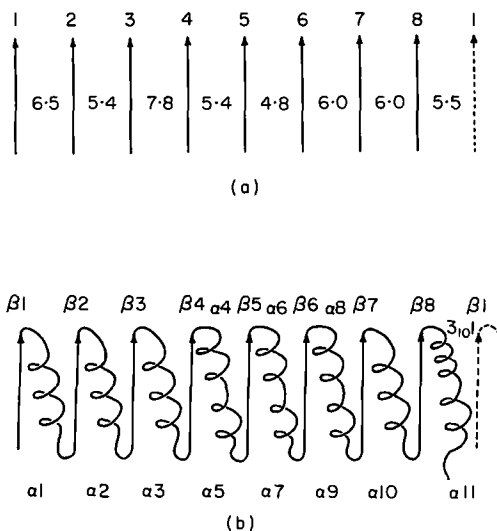 1 2 3 4 5 6 7 8 1
6·5 5·4 7·8 5·4 4·8 6·0 6·0 5·5
(a)
β1 β2 β3 β4 α4 β5 α6 β6 α8 β7 β8 3₁₀1 β1
α1 α2 α3 α5 α7 α9 α10 α11
(b)